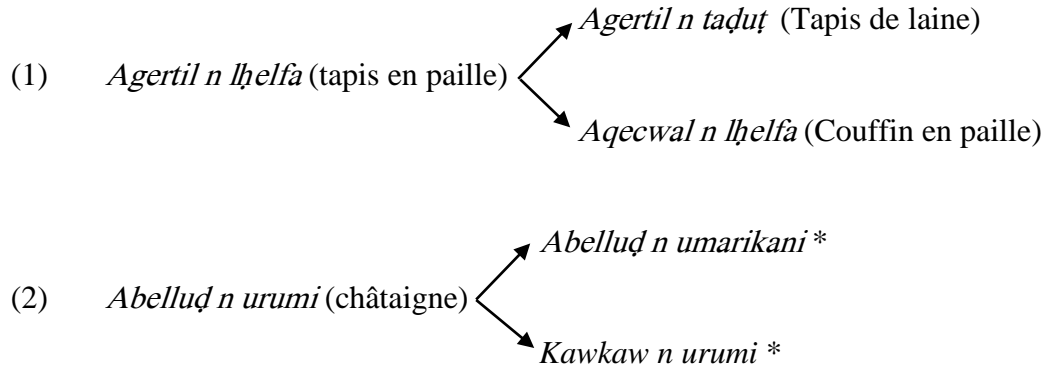 Agertil n taḍuṭ (Tapis de laine)
(1) Agertil n lḥelfa (tapis en paille)
Aqecwal n lḥelfa (Couffin en paille)
Abelluḍ n umarikani *
(2) Abelluḍ n urumi (châtaigne)
Kawkaw n urumi *